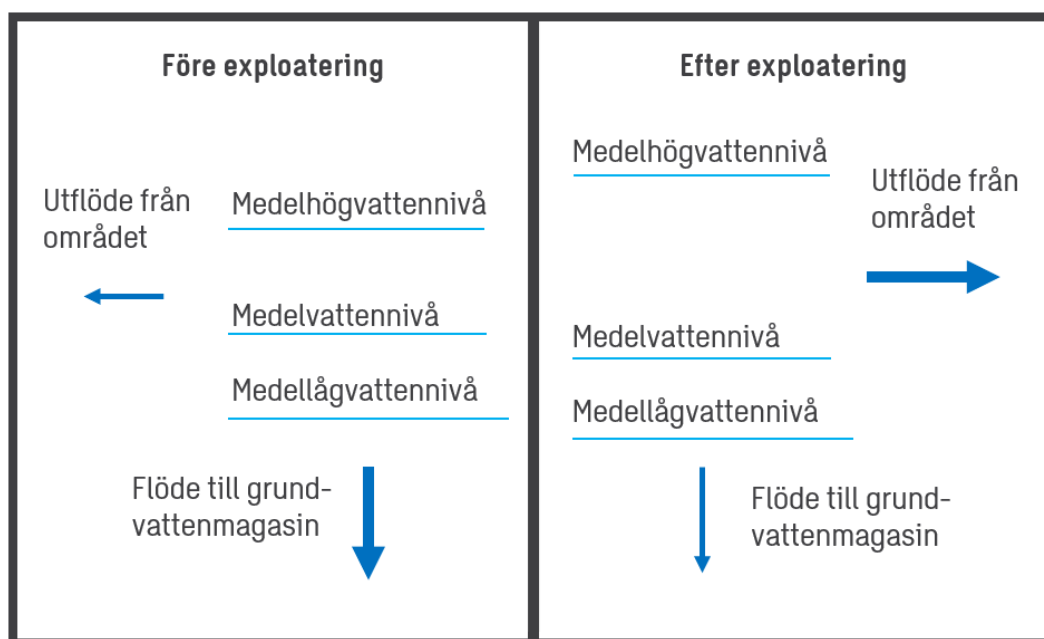 Före exploatering
Utflöde från
området
Medelhögvattennivå
Medelvattennivå
Medellågvattennivå
Flöde till grund-
vattenmagasin
Efter exploatering
Medelhögvattennivå
Utflöde från
området
Medelvattennivå
Medellågvattennivå
Flöde till grund-
vattenmagasin